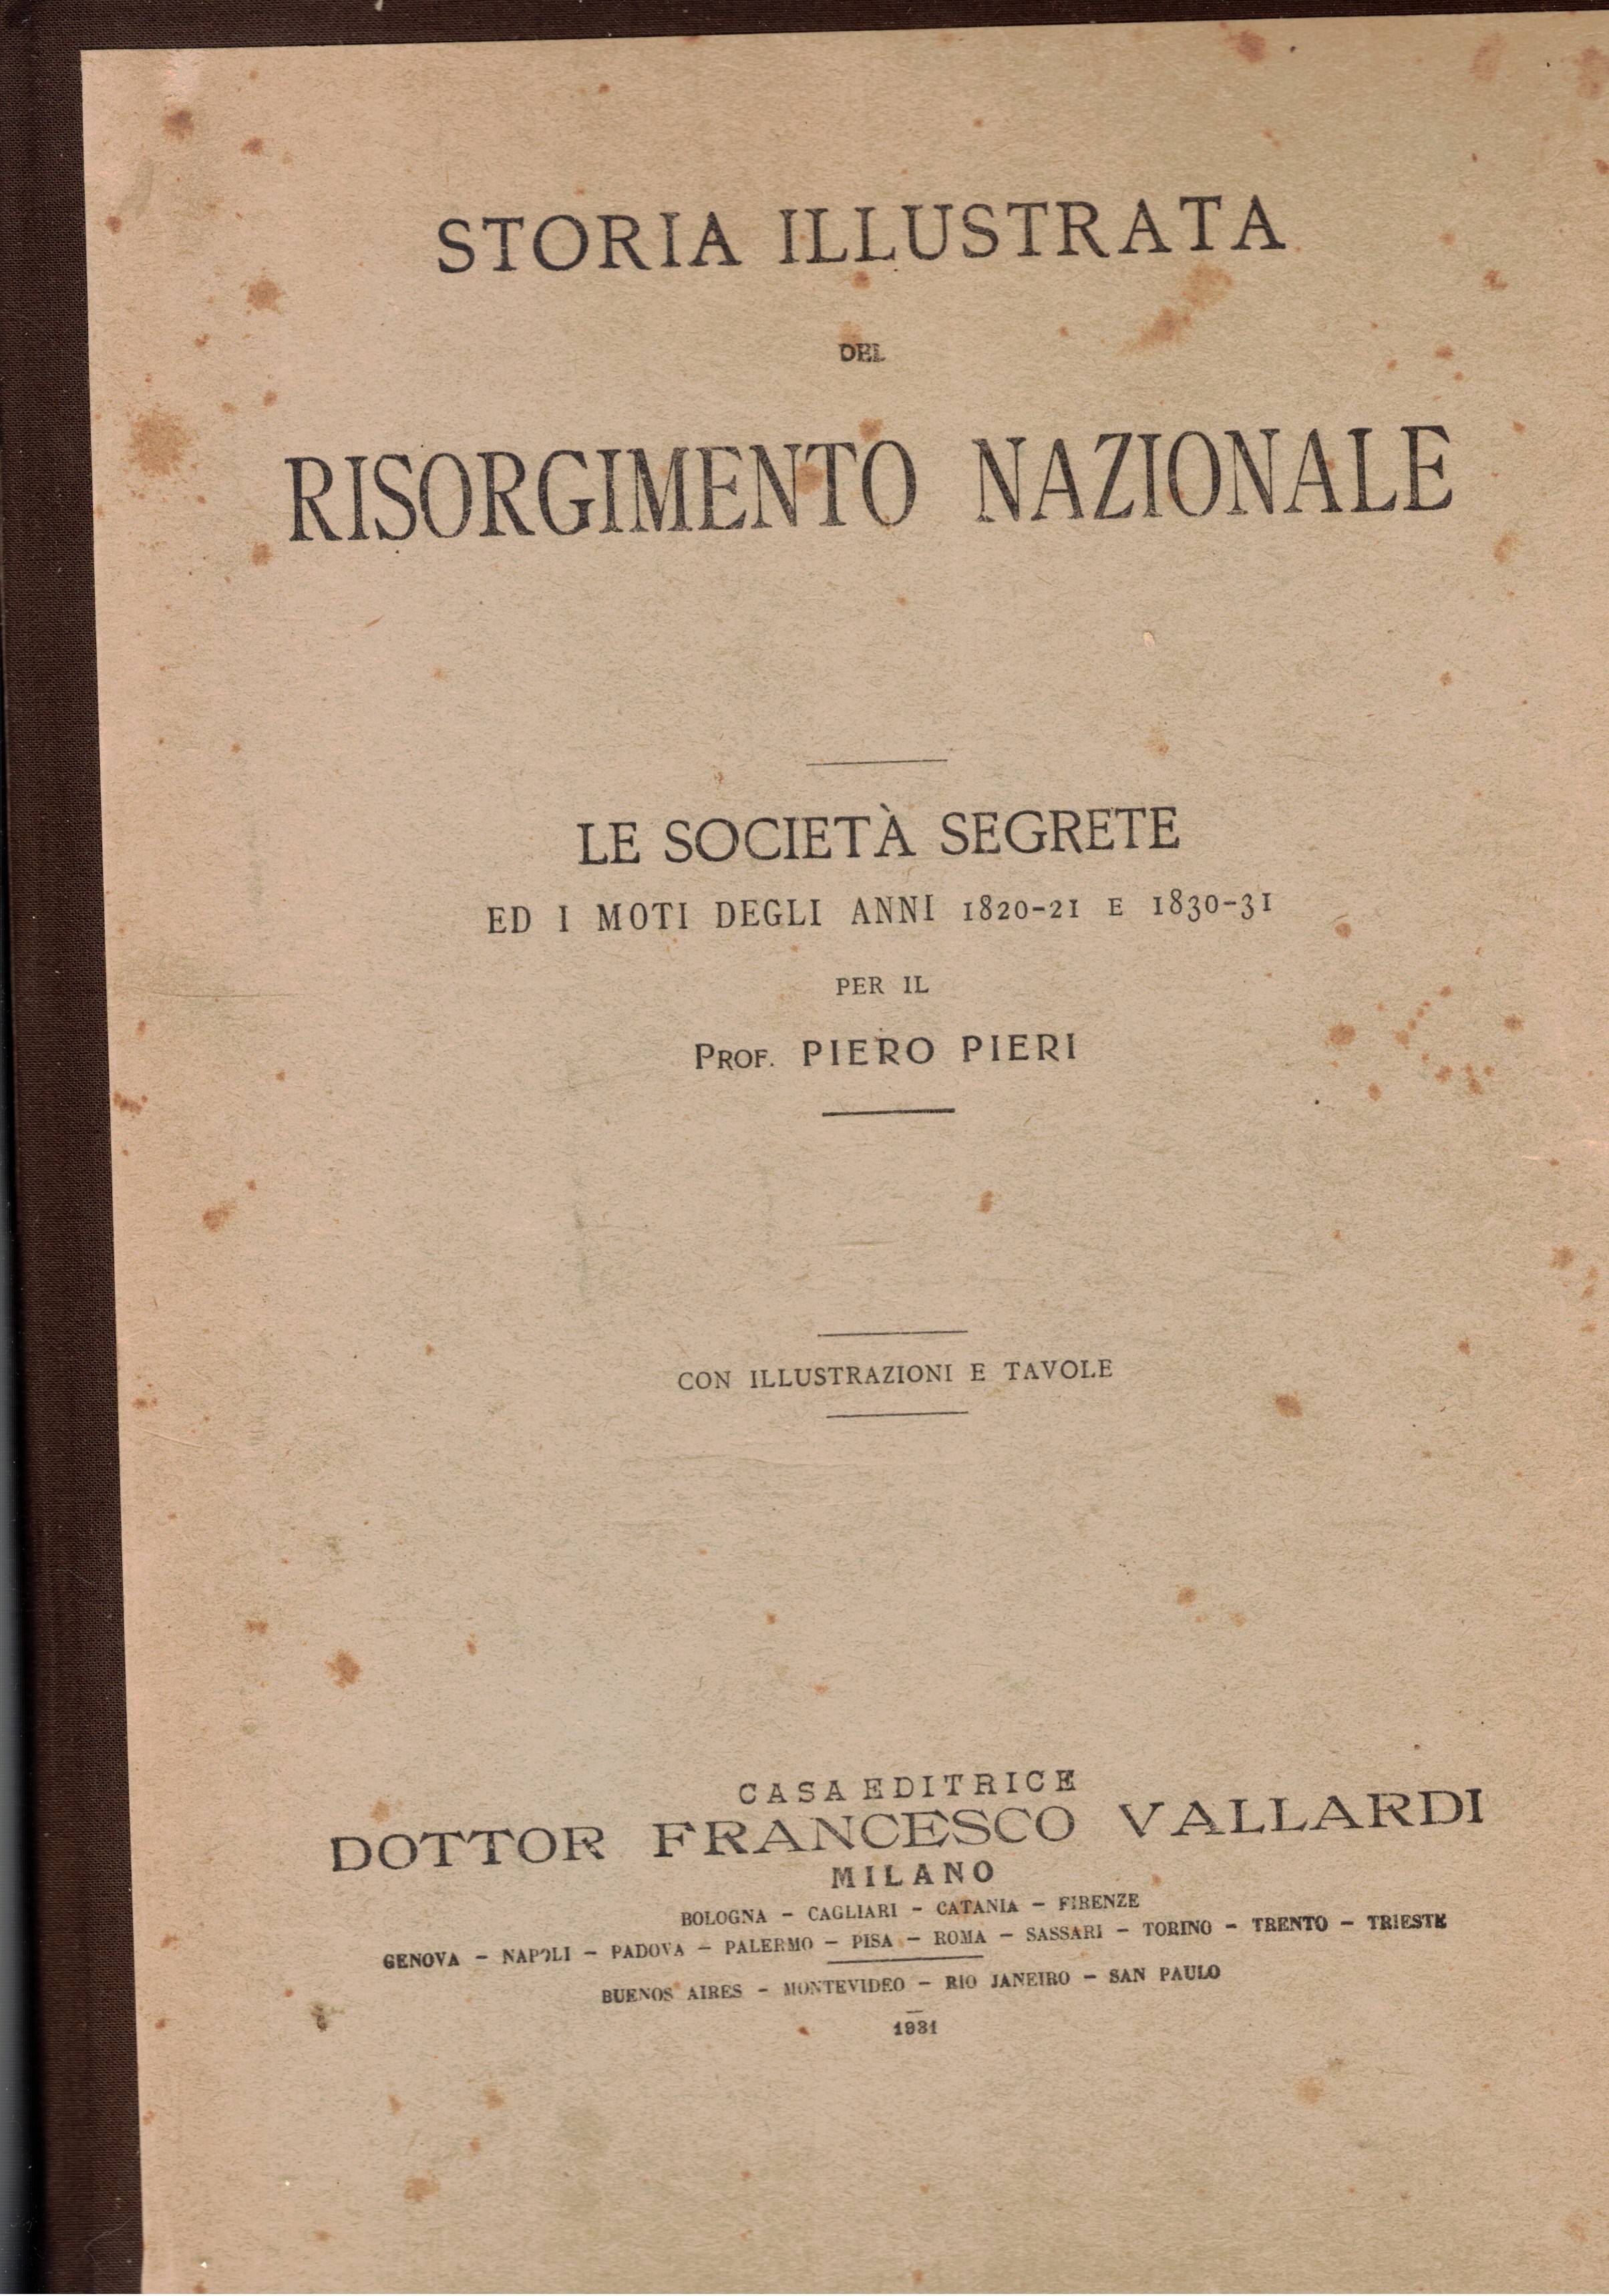 STORIA ILLUSTRATA
DEL
RISORGIMENTO NAZIONALE
LE SOCIETÀ SEGRETE
ED I MOTI DEGLI ANNI 1820-21 E 1830-31
PER IL
PROF. PIERO PIERI
CON ILLUSTRAZIONI E TAVOLE
CASA EDITRICE
DOTTOR FRANCESCO VALLARDI
MILANO
BOLOGNA – CAGLIARI – CATANIA – FIRENZE
GENOVA – NAPOLI – PADOVA – PALERMO – PISA – ROMA – SASSARI – TORINO – TRENTO – TRIESTE
BUENOS AIRES – MONTEVIDEO – RIO JANEIRO – SAN PAULO
1931